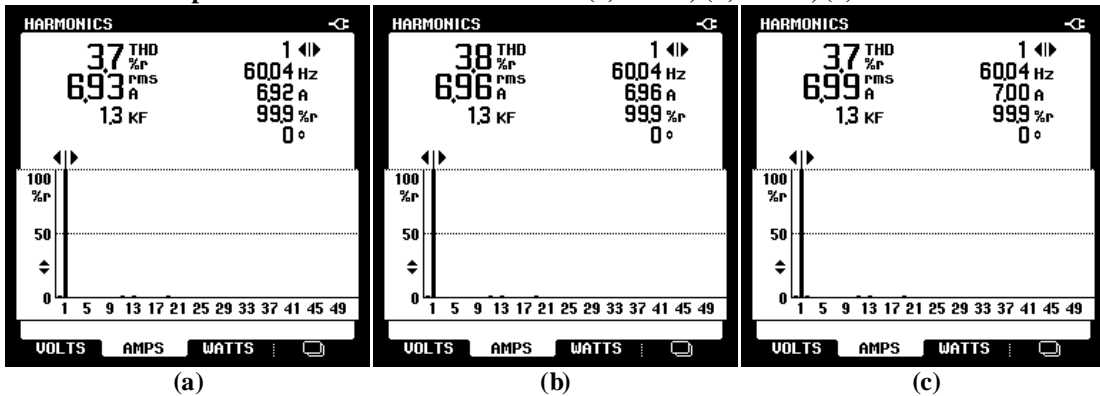 HARMONICS
3.7 THD %r
6.93 rms A
1.3 KF
1
60.04 Hz
6.92 A
99.9 %r
0 °
100
%r
50
0
1 5 9 13 17 21 25 29 33 37 41 45 49
VOLTS AMPS WATTS
(a)
HARMONICS
3.8 THD %r
6.96 rms A
1.3 KF
1
60.04 Hz
6.96 A
99.9 %r
0 °
100
%r
50
0
1 5 9 13 17 21 25 29 33 37 41 45 49
VOLTS AMPS WATTS
(b)
HARMONICS
3.7 THD %r
6.99 rms A
1.3 KF
1
60.04 Hz
7.00 A
99.9 %r
0 °
100
%r
50
0
1 5 9 13 17 21 25 29 33 37 41 45 49
VOLTS AMPS WATTS
(c)